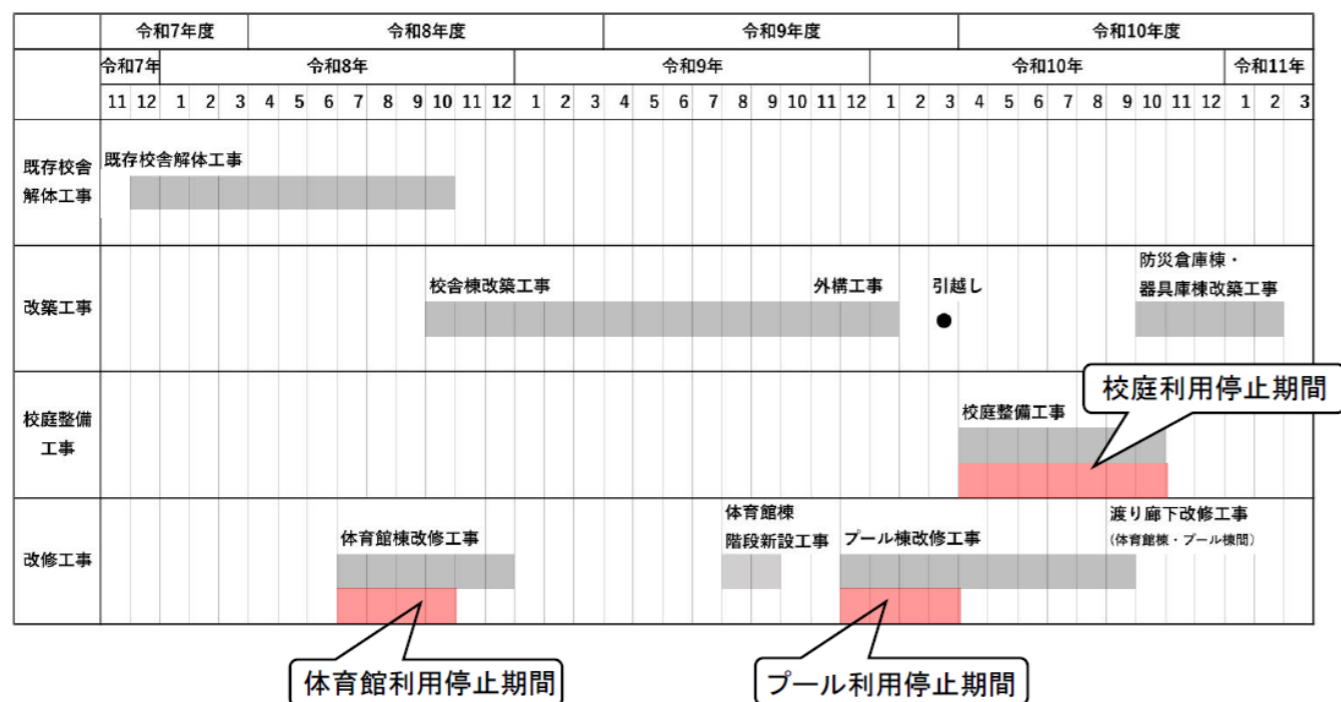 令和7年度 令和8年度 令和9年度 令和10年度
令和7年 令和8年 令和9年 令和10年 令和11年
11 12 1 2 3 4 5 6 7 8 9 10 11 12 1 2 3 4 5 6 7 8 9 10 11 12 1 2 3 4 5 6 7 8 9 10 11 12 1 2 3
既存校舎
解体工事
既存校舎解体工事
改築工事
校舎棟改築工事
外構工事
引越し
防災倉庫棟・
器具庫棟改築工事
校庭整備
工事
校庭整備工事
校庭利用停止期間
改修工事
体育館棟改修工事
体育館棟
階段新設工事
プール棟改修工事
渡り廊下改修工事
(体育館棟・プール棟間)
体育館利用停止期間
プール利用停止期間